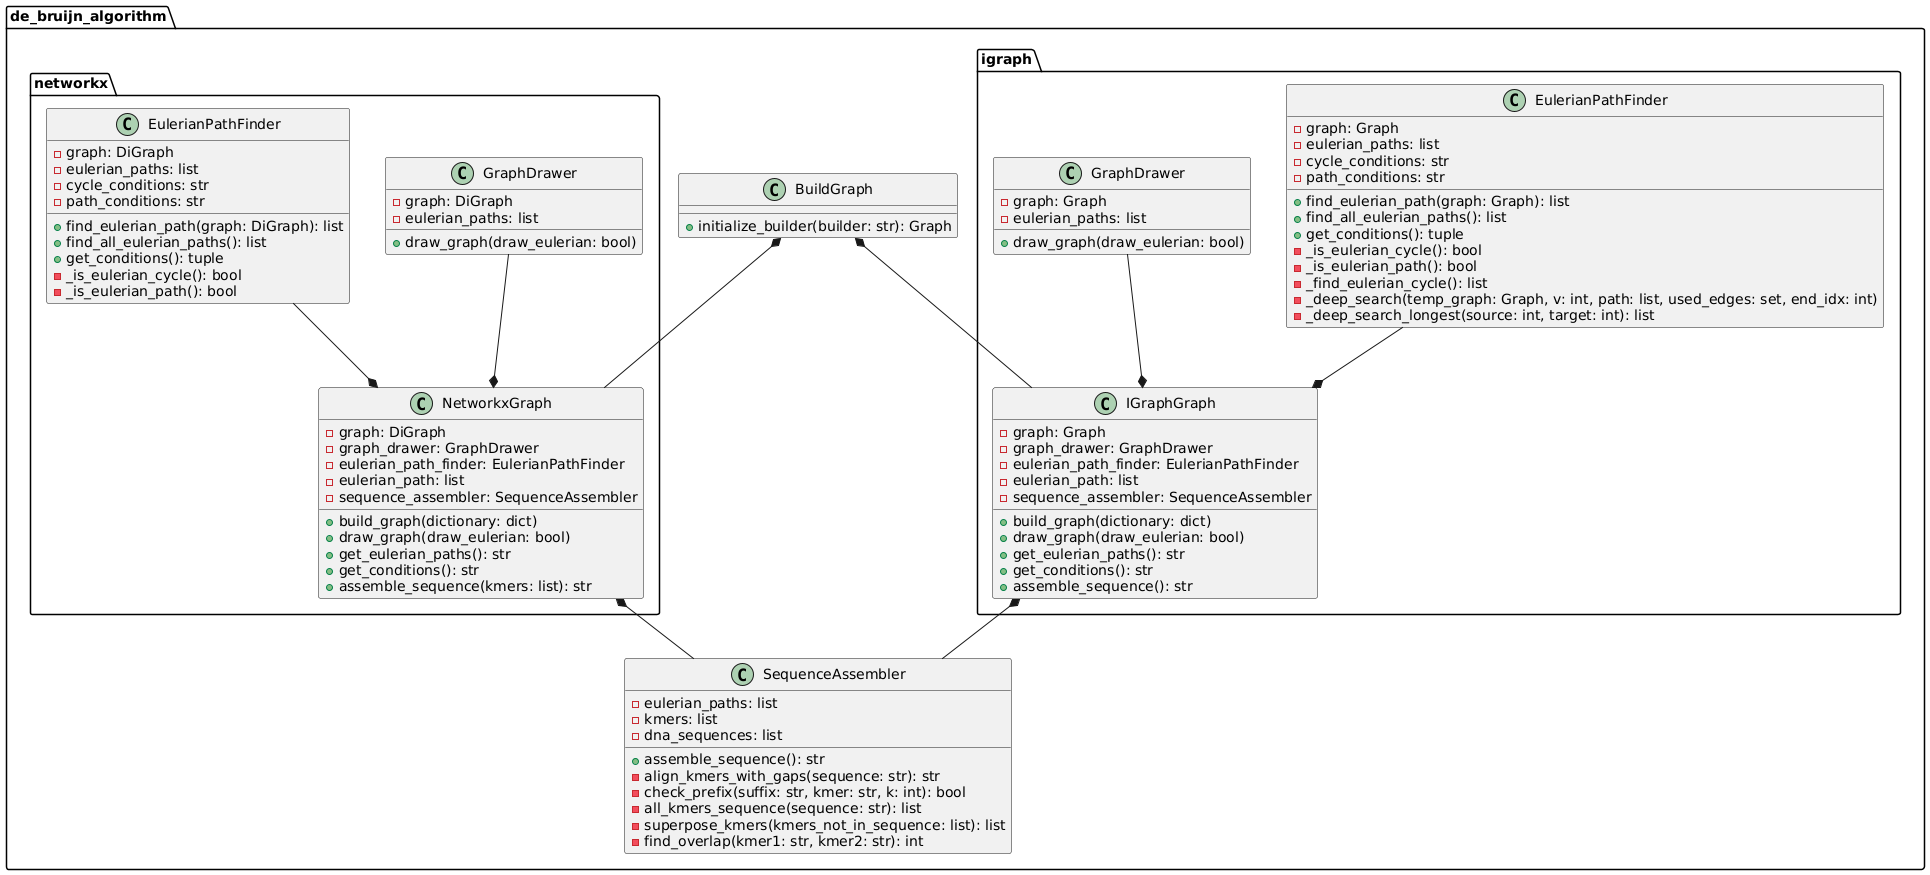 de_bruijn_algorithm
networkx
C EulerianPathFinder
graph: DiGraph
eulerian_paths: list
cycle_conditions: str
path_conditions: str
find_eulerian_path(graph: DiGraph): list
find_all_eulerian_paths(): list
get_conditions(): tuple
_is_eulerian_cycle(): bool
_is_eulerian_path(): bool
C GraphDrawer
graph: DiGraph
eulerian_paths: list
draw_graph(draw_eulerian: bool)
C BuildGraph
initialize_builder(builder: str): Graph
igraph
C GraphDrawer
graph: Graph
eulerian_paths: list
draw_graph(draw_eulerian: bool)
C EulerianPathFinder
graph: Graph
eulerian_paths: list
cycle_conditions: str
path_conditions: str
find_eulerian_path(graph: Graph): list
find_all_eulerian_paths(): list
get_conditions(): tuple
_is_eulerian_cycle(): bool
_is_eulerian_path(): bool
_find_eulerian_cycle(): list
_deep_search(temp_graph: Graph, v: int, path: list, used_edges: set, end_idx: int)
_deep_search_longest(source: int, target: int): list
C NetworkxGraph
graph: DiGraph
graph_drawer: GraphDrawer
eulerian_path_finder: EulerianPathFinder
eulerian_path: list
sequence_assembler: SequenceAssembler
build_graph(dictionary: dict)
draw_graph(draw_eulerian: bool)
get_eulerian_paths(): str
get_conditions(): str
assemble_sequence(kmers: list): str
C IGraphGraph
graph: Graph
graph_drawer: GraphDrawer
eulerian_path_finder: EulerianPathFinder
eulerian_path: list
sequence_assembler: SequenceAssembler
build_graph(dictionary: dict)
draw_graph(draw_eulerian: bool)
get_eulerian_paths(): str
get_conditions(): str
assemble_sequence(): str
C SequenceAssembler
eulerian_paths: list
kmers: list
dna_sequences: list
assemble_sequence(): str
align_kmers_with_gaps(sequence: str): str
check_prefix(suffix: str, kmer: str, k: int): bool
all_kmers_sequence(sequence: str): list
superpose_kmers(kmers_not_in_sequence: list): list
find_overlap(kmer1: str, kmer2: str): int